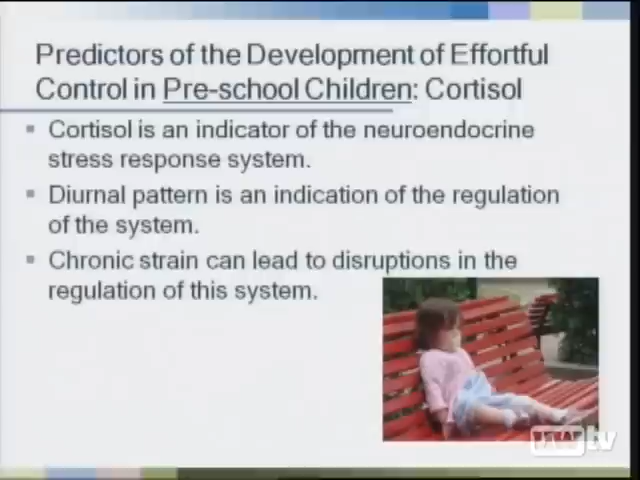 Predictors of the Development of Effortful
Control in Pre-school Children: Cortisol
Cortisol is an indicator of the neuroendocrine
stress response system.
Diurnal pattern is an indication of the regulation
of the system.
Chronic strain can lead to disruptions in the
regulation of this system.
UWtv